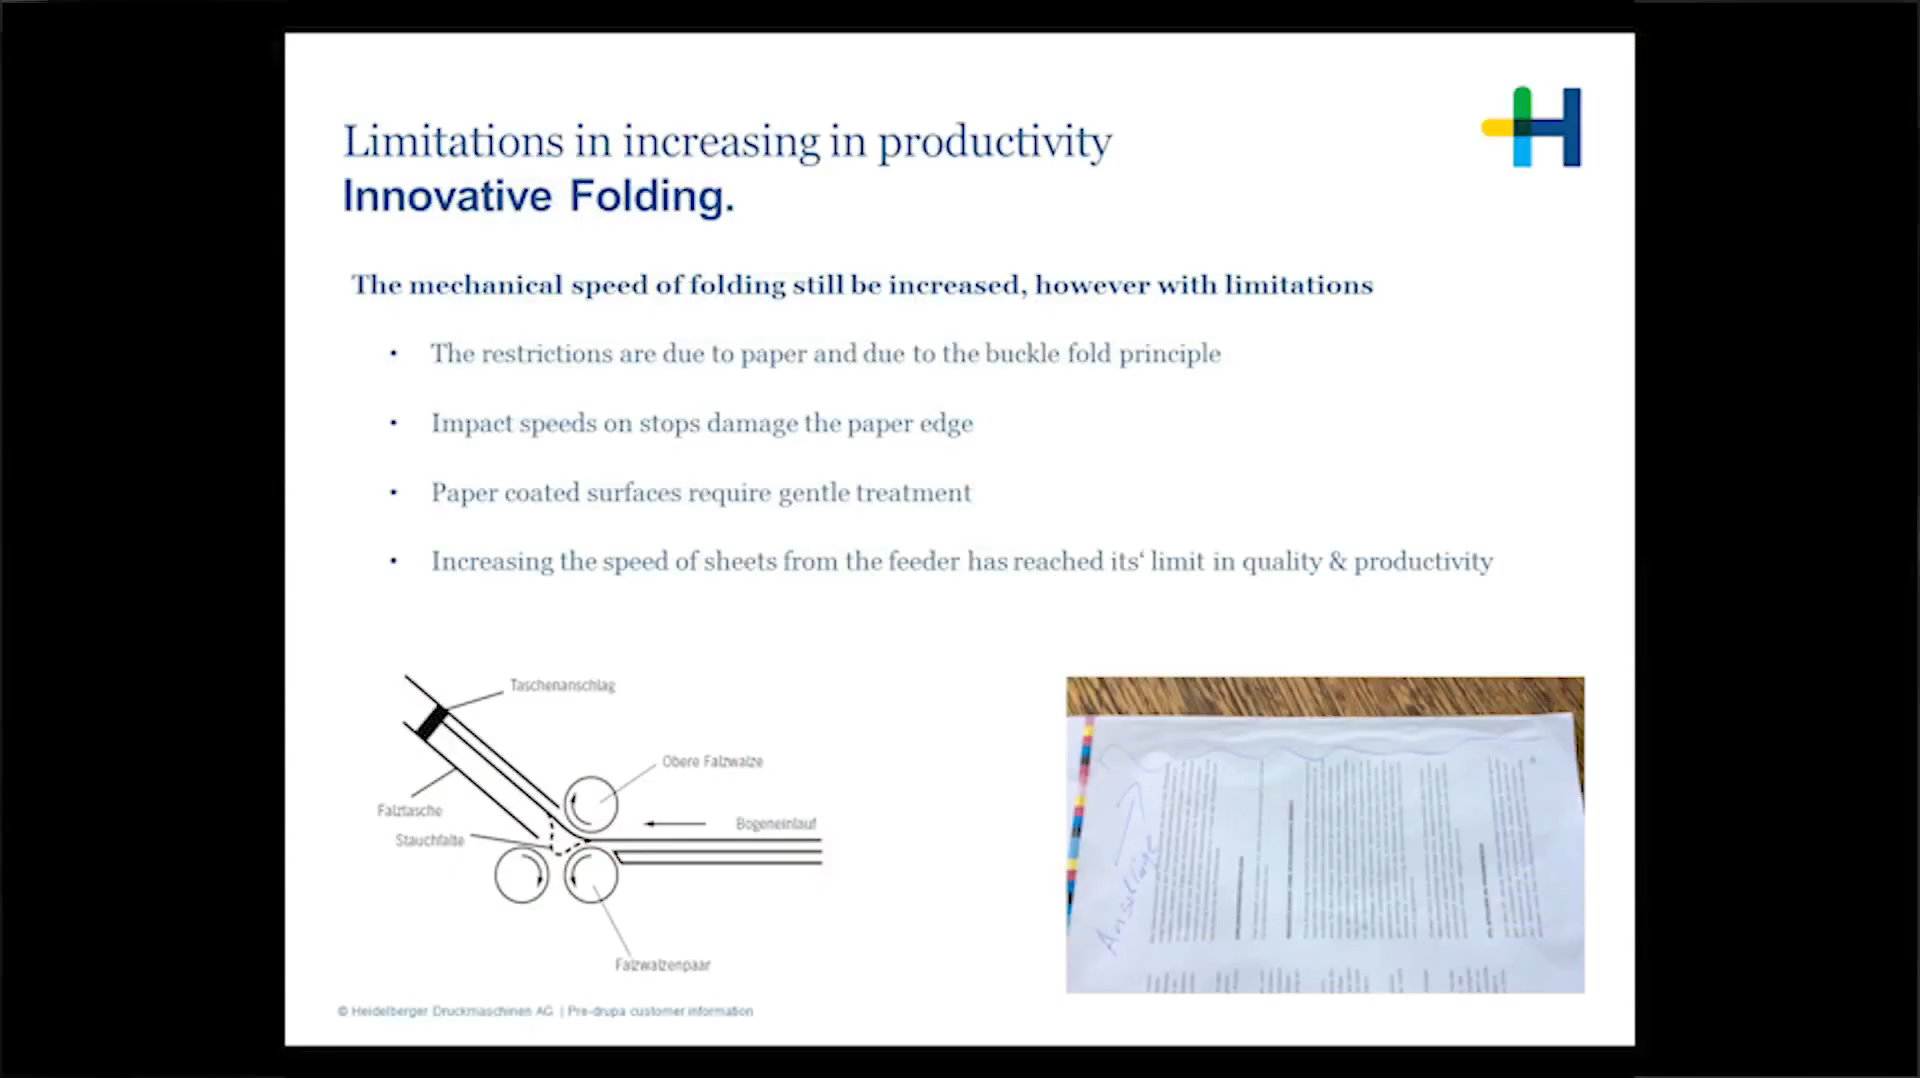 Limitations in increasing in productivity
Innovative Folding.
The mechanical speed of folding still be increased, however with limitations
• The restrictions are due to paper and due to the buckle fold principle
• Impact speeds on stops damage the paper edge
• Paper coated surfaces require gentle treatment
• Increasing the speed of sheets from the feeder has reached its‘ limit in quality & productivity
Taschenanschlag
Obere Falzwalze
Falztasche
Bogeneinlauf
Stauchfalte
Falzwalzenpaar
Anschläge
© Heidelberger Druckmaschinen AG | Pre-drupa customer information